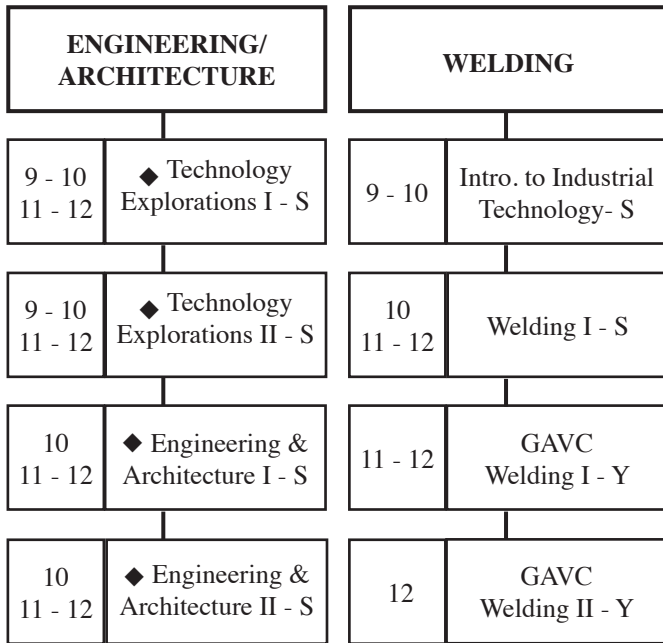 ENGINEERING/
ARCHITECTURE
9 - 10
11 - 12
◆ Technology
Explorations I - S
9 - 10
11 - 12
◆ Technology
Explorations II - S
10
11 - 12
◆ Engineering &
Architecture I - S
10
11 - 12
◆ Engineering &
Architecture II - S
WELDING
9 - 10
Intro. to Industrial
Technology- S
10
11 - 12
Welding I - S
11 - 12
GAVC
Welding I - Y
12
GAVC
Welding II - Y